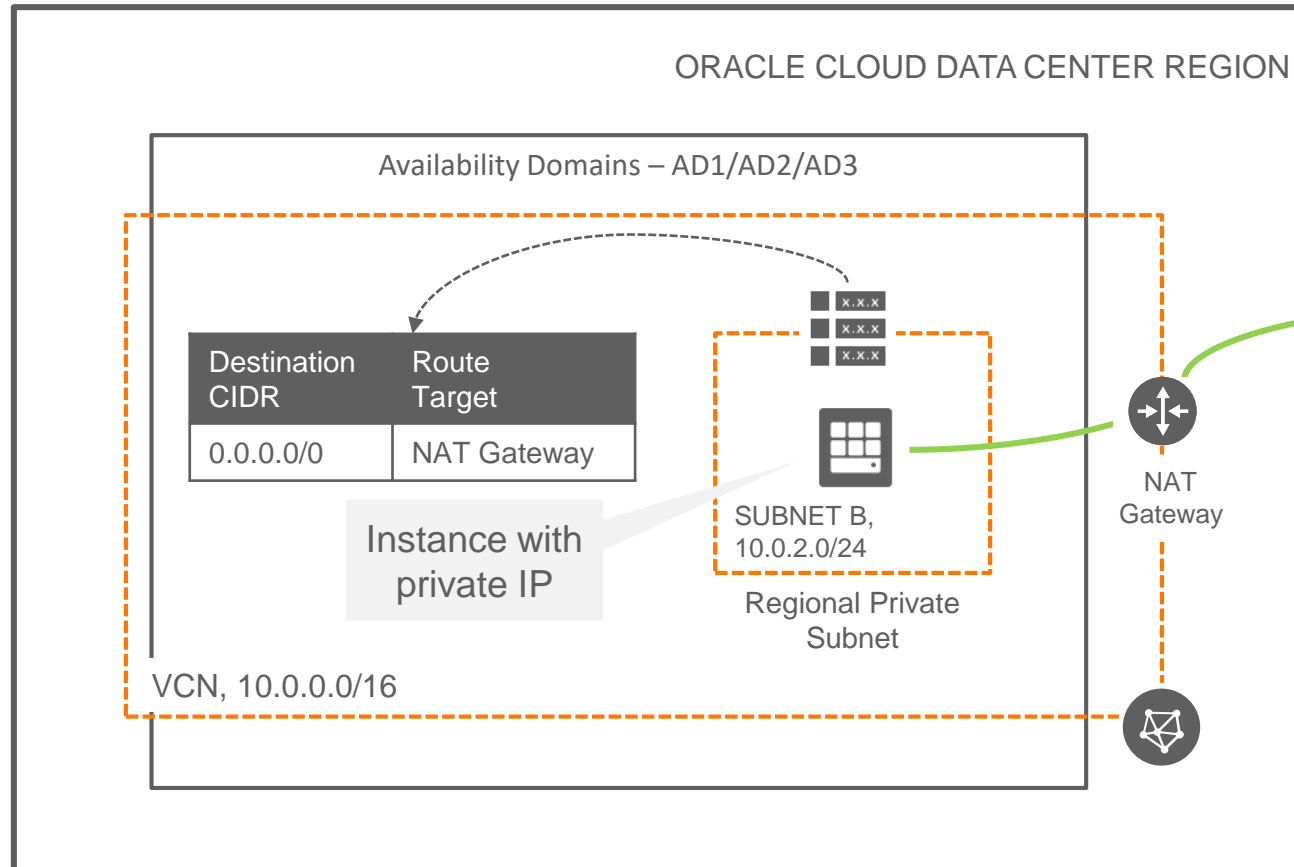 ORACLE CLOUD DATA CENTER REGION
Availability Domains – AD1/AD2/AD3
x.x.x
x.x.x
x.x.x
Destination CIDR
Route Target
0.0.0.0/0
NAT Gateway
Instance with
private IP
SUBNET B,
10.0.2.0/24
Regional Private
Subnet
NAT
Gateway
VCN, 10.0.0.0/16